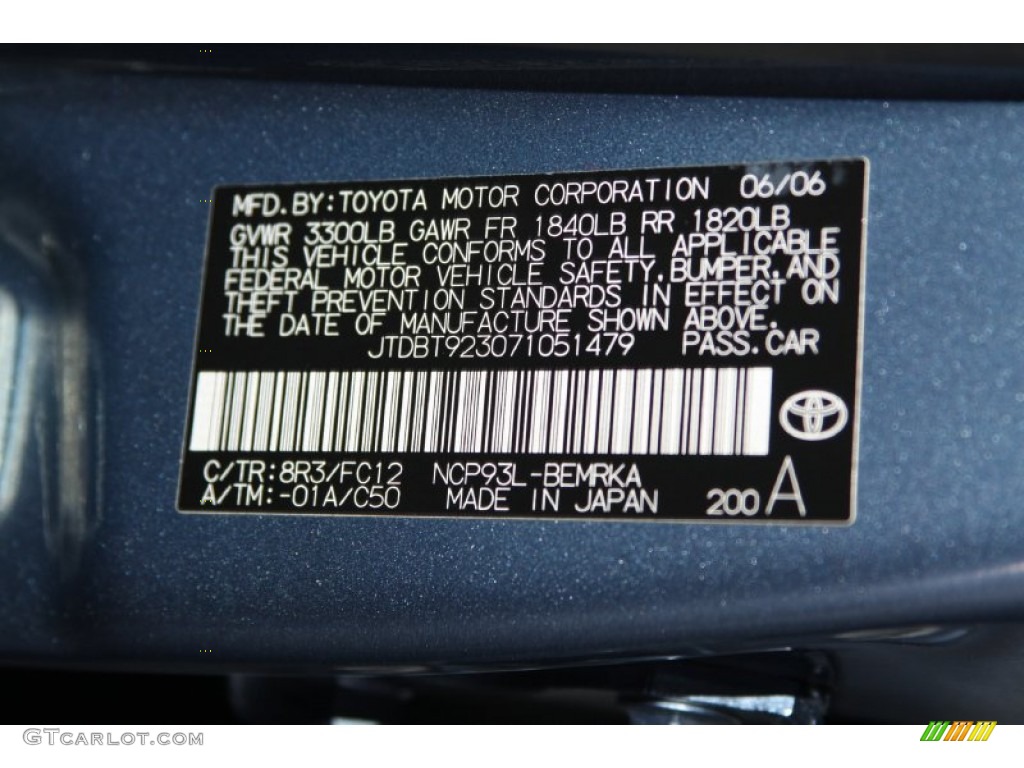 MFD.BY:TOYOTA MOTOR CORPORATION 06/06
GVWR 3300LB GAWR FR 1840LB RR 1820LB
THIS VEHICLE CONFORMS TO ALL APPLICABLE
FEDERAL MOTOR VEHICLE SAFETY,BUMPER,AND
THEFT PREVENTION STANDARDS IN EFFECT ON
THE DATE OF MANUFACTURE SHOWN ABOVE.
JTDBT923071051479 PASS.CAR
C/TR:8R3/FC12 NCP93L-BEMRKA
A/TM:-01A/C50 MADE IN JAPAN 200 A
GTCarLot.com